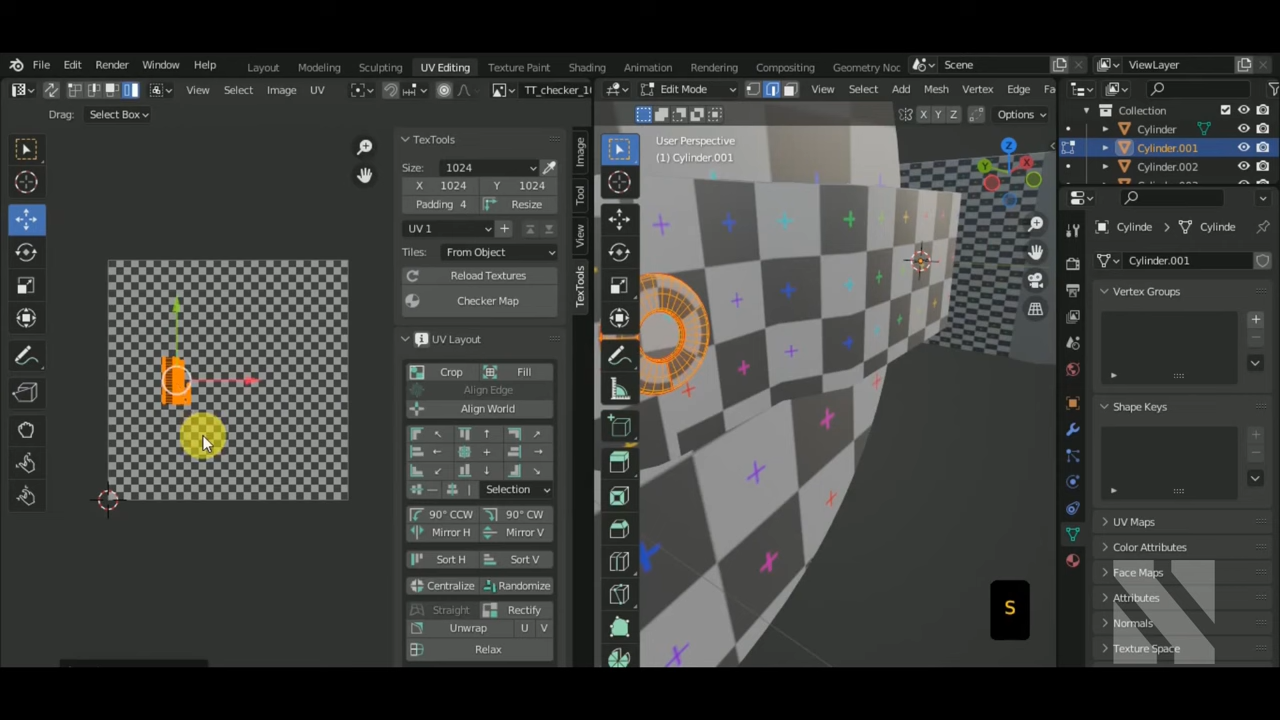 File Edit Render Window Help
Layout Modeling Sculpting UV Editing Texture Paint Shading Animation Rendering Compositing Geometry Noc
Scene ViewLayer
View Select Image UV
TT_checker_10
Edit Mode View Select Add Mesh Vertex Edge Fa
Drag: Select Box
X Y Z Options
Collection
Cylinder
Cylinder.001
Cylinder.002
User Perspective
(1) Cylinder.001
Z
X
Y
TexTools
Size: 1024
X 1024 Y 1024
Padding 4 Resize
UV 1
Tiles: From Object
Reload Textures
Checker Map
UV Layout
Crop Fill
Align Edge
Align World
Selection
90° CCW 90° CW
Mirror H Mirror V
Sort H Sort V
Centralize Randomize
Straight Rectify
Unwrap U V
Relax
Image
Tool
View
TexTools
Cylinde Cylinde
Cylinder.001
Vertex Groups
Shape Keys
UV Maps
Color Attributes
Face Maps
Attributes
Normals
Texture Space
S